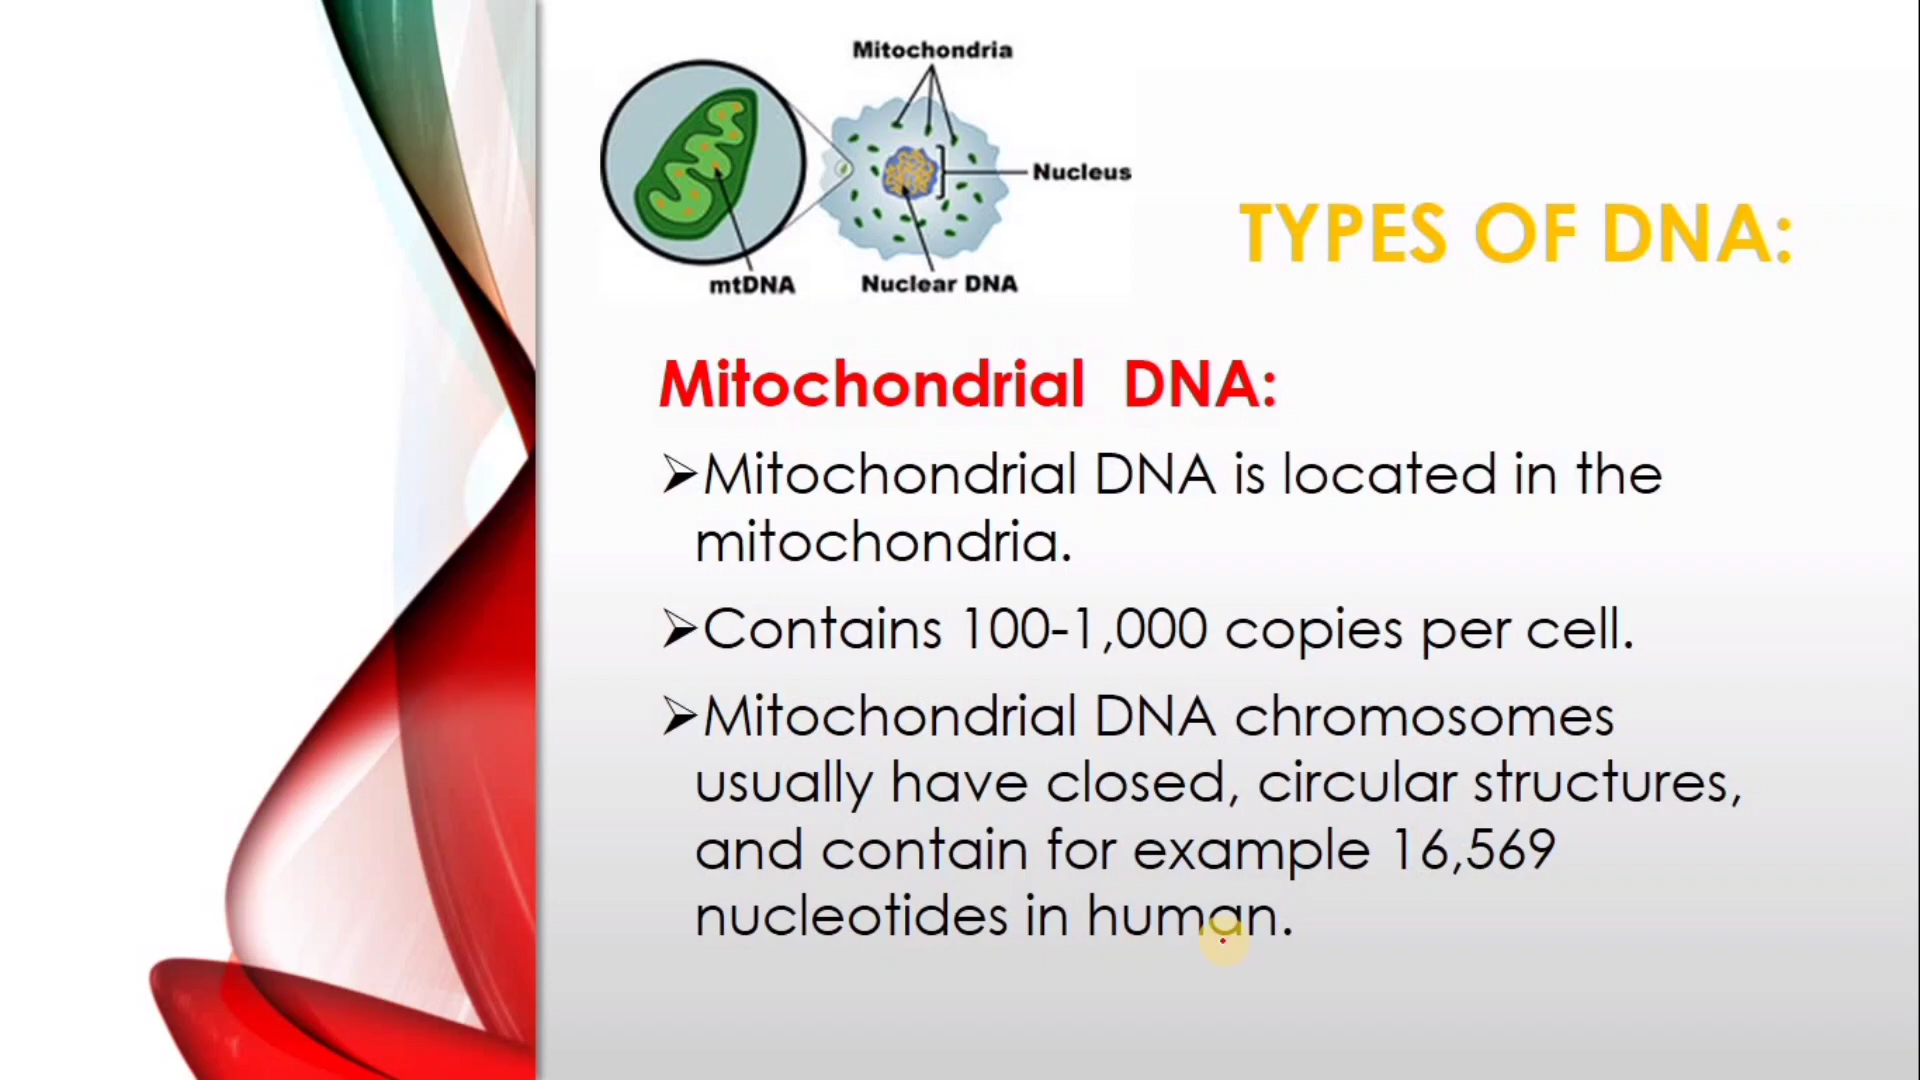 Mitochondria
Nucleus
mtDNA
Nuclear DNA
TYPES OF DNA:
Mitochondrial DNA:
➢Mitochondrial DNA is located in the
mitochondria.
➢Contains 100-1,000 copies per cell.
➢Mitochondrial DNA chromosomes
usually have closed, circular structures,
and contain for example 16,569
nucleotides in human.